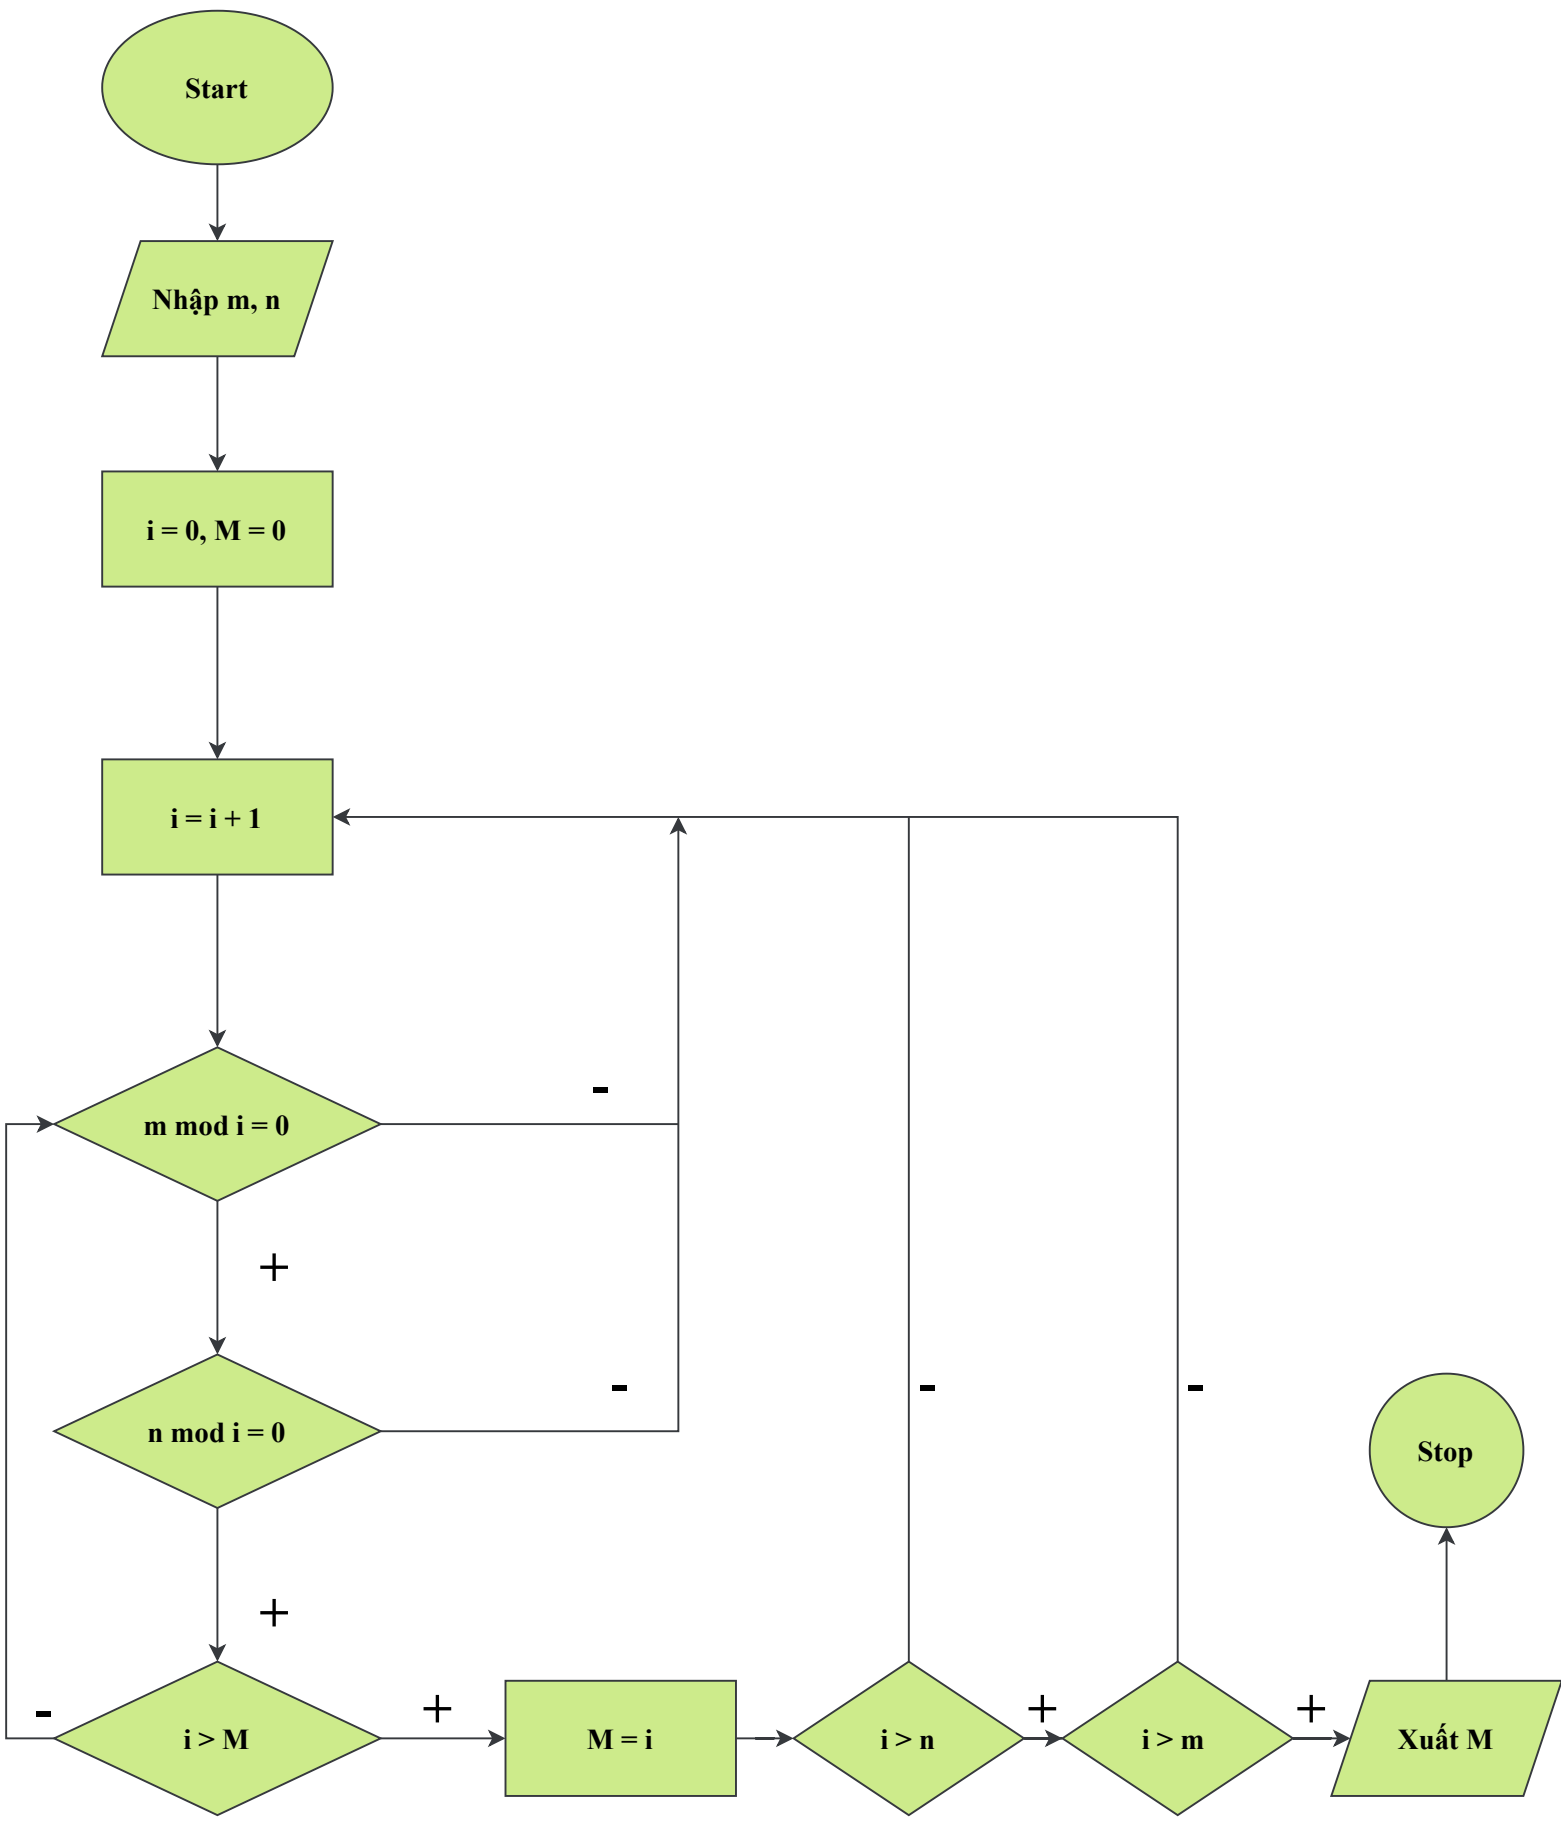 Start
Nhập m, n
i = 0, M = 0
i = i + 1
m mod i = 0
-
+
n mod i = 0
-
+
i > M
-
+
M = i
i > n
-
+
i > m
-
+
Xuất M
Stop